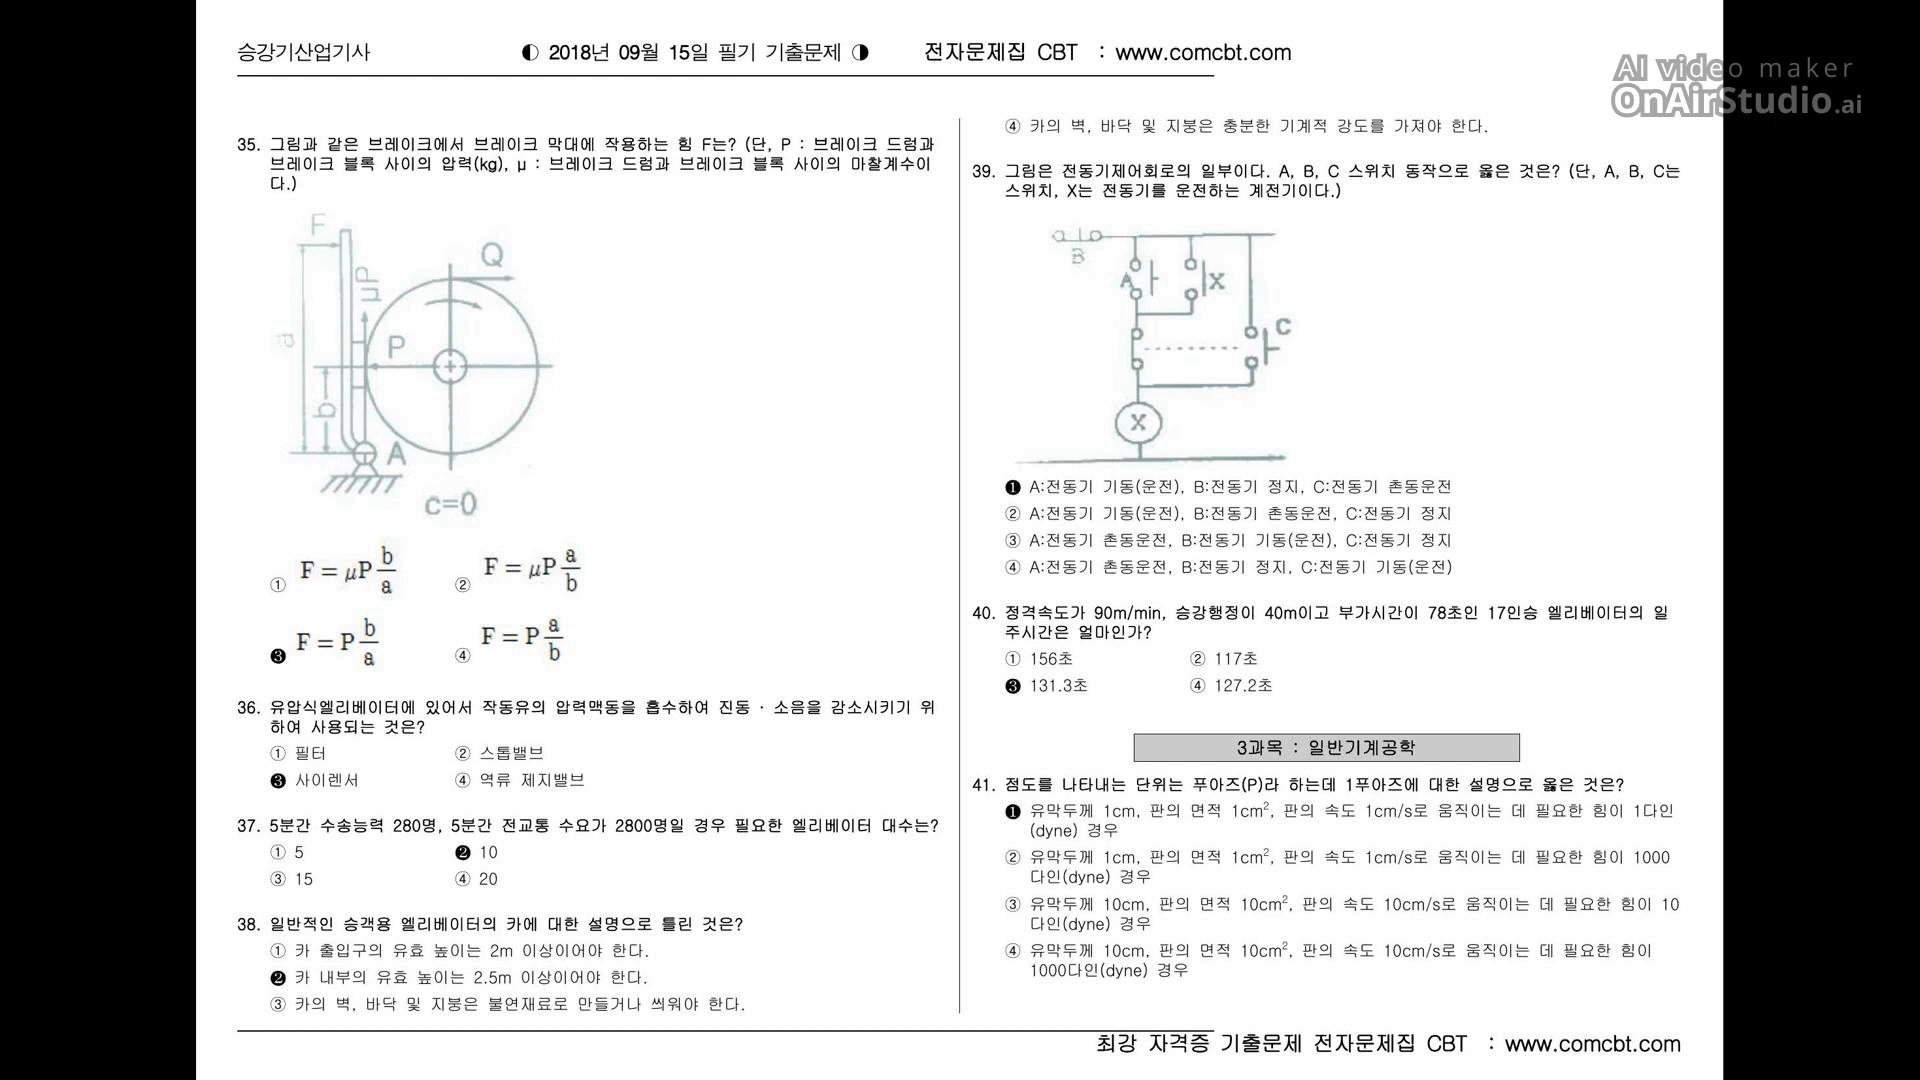 승강기산업기사
◐ 2018년 09월 15일 필기 기출문제 ◑
전자문제집 CBT : www.comcbt.com
AI video maker
OnAirStudio.ai
35. 그림과 같은 브레이크에서 브레이크 막대에 작용하는 힘 F는? (단, P : 브레이크 드럼과
브레이크 블록 사이의 압력(kg), μ : 브레이크 드럼과 브레이크 블록 사이의 마찰계수이
다.)
F
Q
μP
a
P
b
A
c=0
① F = μP b/a
② F = μP a/b
❸ F = P b/a
④ F = P a/b
36. 유압식엘리베이터에 있어서 작동유의 압력맥동을 흡수하여 진동 · 소음을 감소시키기 위
하여 사용되는 것은?
① 필터
② 스톱밸브
❸ 사이렌서
④ 역류 제지밸브
37. 5분간 수송능력 280명, 5분간 전교통 수요가 2800명일 경우 필요한 엘리베이터 대수는?
① 5
❷ 10
③ 15
④ 20
38. 일반적인 승객용 엘리베이터의 카에 대한 설명으로 틀린 것은?
① 카 출입구의 유효 높이는 2m 이상이어야 한다.
❷ 카 내부의 유효 높이는 2.5m 이상이어야 한다.
③ 카의 벽, 바닥 및 지붕은 불연재료로 만들거나 씌워야 한다.
④ 카의 벽, 바닥 및 지붕은 충분한 기계적 강도를 가져야 한다.
39. 그림은 전동기제어회로의 일부이다. A, B, C 스위치 동작으로 옳은 것은? (단, A, B, C는
스위치, X는 전동기를 운전하는 계전기이다.)
B
A
X
C
X
❶ A:전동기 기동(운전), B:전동기 정지, C:전동기 촌동운전
② A:전동기 기동(운전), B:전동기 촌동운전, C:전동기 정지
③ A:전동기 촌동운전, B:전동기 기동(운전), C:전동기 정지
④ A:전동기 촌동운전, B:전동기 정지, C:전동기 기동(운전)
40. 정격속도가 90m/min, 승강행정이 40m이고 부가시간이 78초인 17인승 엘리베이터의 일
주시간은 얼마인가?
① 156초
② 117초
❸ 131.3초
④ 127.2초
3과목 : 일반기계공학
41. 점도를 나타내는 단위는 푸아즈(P)라 하는데 1푸아즈에 대한 설명으로 옳은 것은?
❶ 유막두께 1cm, 판의 면적 1cm², 판의 속도 1cm/s로 움직이는 데 필요한 힘이 1다인
(dyne) 경우
② 유막두께 1cm, 판의 면적 1cm², 판의 속도 1cm/s로 움직이는 데 필요한 힘이 1000
다인(dyne) 경우
③ 유막두께 10cm, 판의 면적 10cm², 판의 속도 10cm/s로 움직이는 데 필요한 힘이 10
다인(dyne) 경우
④ 유막두께 10cm, 판의 면적 10cm², 판의 속도 10cm/s로 움직이는 데 필요한 힘이
1000다인(dyne) 경우
최강 자격증 기출문제 전자문제집 CBT : www.comcbt.com